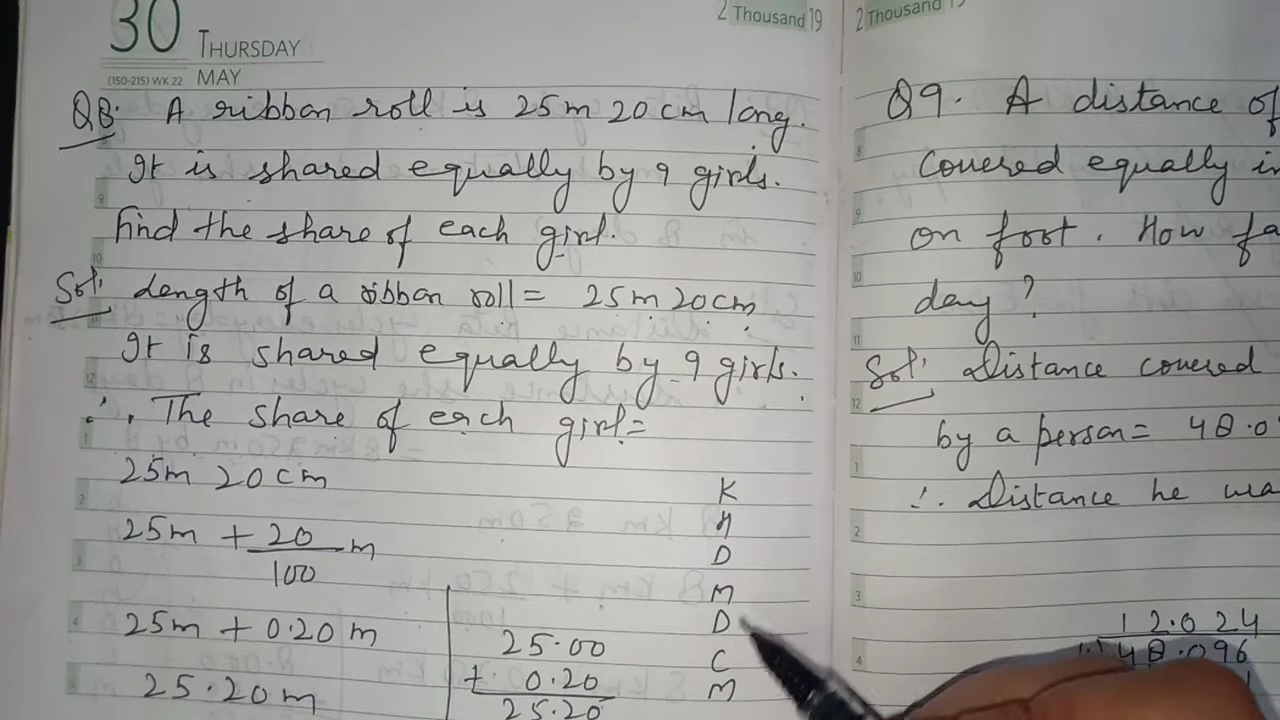 30 THURSDAY
(150-215) WK 22 MAY
2 Thousand 19
Q8. A ribbon roll is 25m 20cm long.
It is shared equally by 9 girls.
Find the share of each girl.
Sol. Length of a ribbon roll = 25m 20cm
It is shared equally by 9 girls.
∴ The share of each girl =
25m 20cm
25m + 20/100 m
25m + 0.20 m
25.20m
25.00
+ 0.20
25.20
K
H
D
M
D
C
M
2 Thousand 19
Q9. A distance of
covered equally in
on foot. How fa
day?
Sol. Distance covered
by a person = 48.0
∴ Distance he wa
12.024
48.096